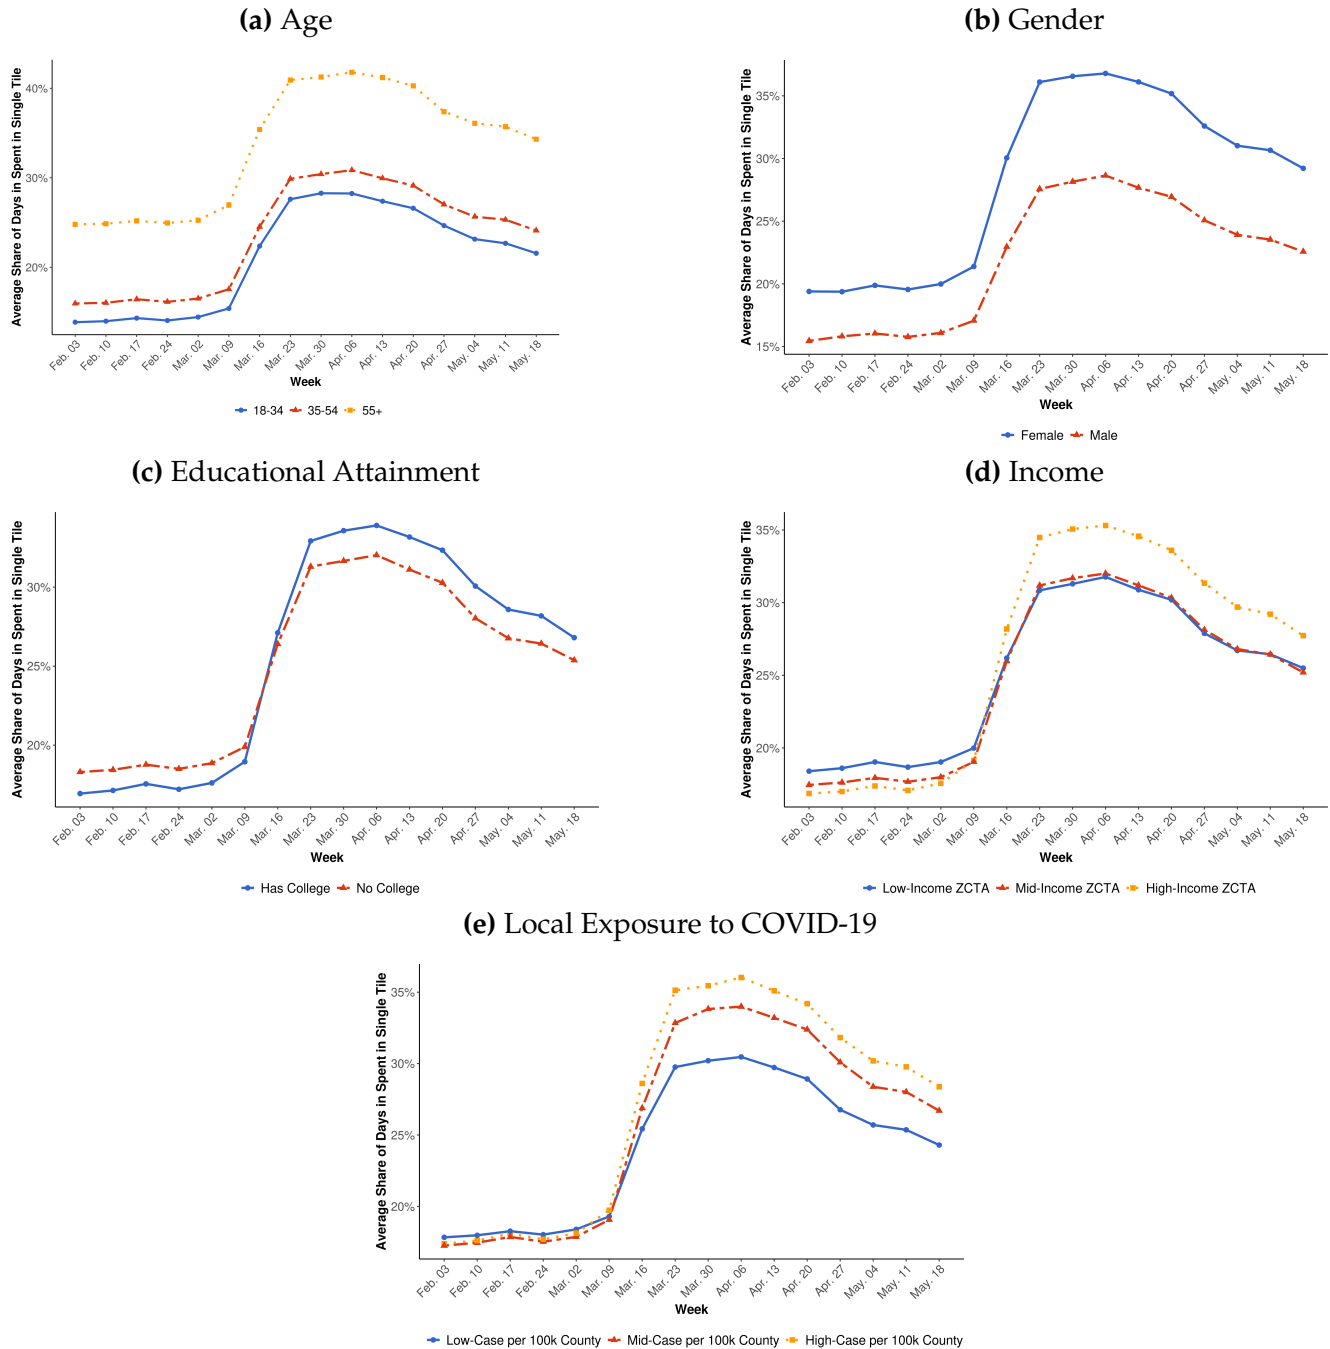 (a) Age
Average Share of Days in Spent in Single Tile
40%
30%
20%
Feb. 03 Feb. 10 Feb. 17 Feb. 24 Mar. 02 Mar. 09 Mar. 16 Mar. 23 Mar. 30 Apr. 06 Apr. 13 Apr. 20 Apr. 27 May. 04 May. 11 May. 18
Week
18-34 35-54 55+
(b) Gender
Average Share of Days in Spent in Single Tile
35%
30%
25%
20%
15%
Feb. 03 Feb. 10 Feb. 17 Feb. 24 Mar. 02 Mar. 09 Mar. 16 Mar. 23 Mar. 30 Apr. 06 Apr. 13 Apr. 20 Apr. 27 May. 04 May. 11 May. 18
Week
Female Male
(c) Educational Attainment
Average Share of Days in Spent in Single Tile
30%
25%
20%
Feb. 03 Feb. 10 Feb. 17 Feb. 24 Mar. 02 Mar. 09 Mar. 16 Mar. 23 Mar. 30 Apr. 06 Apr. 13 Apr. 20 Apr. 27 May. 04 May. 11 May. 18
Week
Has College No College
(d) Income
Average Share of Days in Spent in Single Tile
35%
30%
25%
20%
Feb. 03 Feb. 10 Feb. 17 Feb. 24 Mar. 02 Mar. 09 Mar. 16 Mar. 23 Mar. 30 Apr. 06 Apr. 13 Apr. 20 Apr. 27 May. 04 May. 11 May. 18
Week
Low-Income ZCTA Mid-Income ZCTA High-Income ZCTA
(e) Local Exposure to COVID-19
Average Share of Days in Spent in Single Tile
35%
30%
25%
20%
Feb. 03 Feb. 10 Feb. 17 Feb. 24 Mar. 02 Mar. 09 Mar. 16 Mar. 23 Mar. 30 Apr. 06 Apr. 13 Apr. 20 Apr. 27 May. 04 May. 11 May. 18
Week
Low-Case per 100k County Mid-Case per 100k County High-Case per 100k County